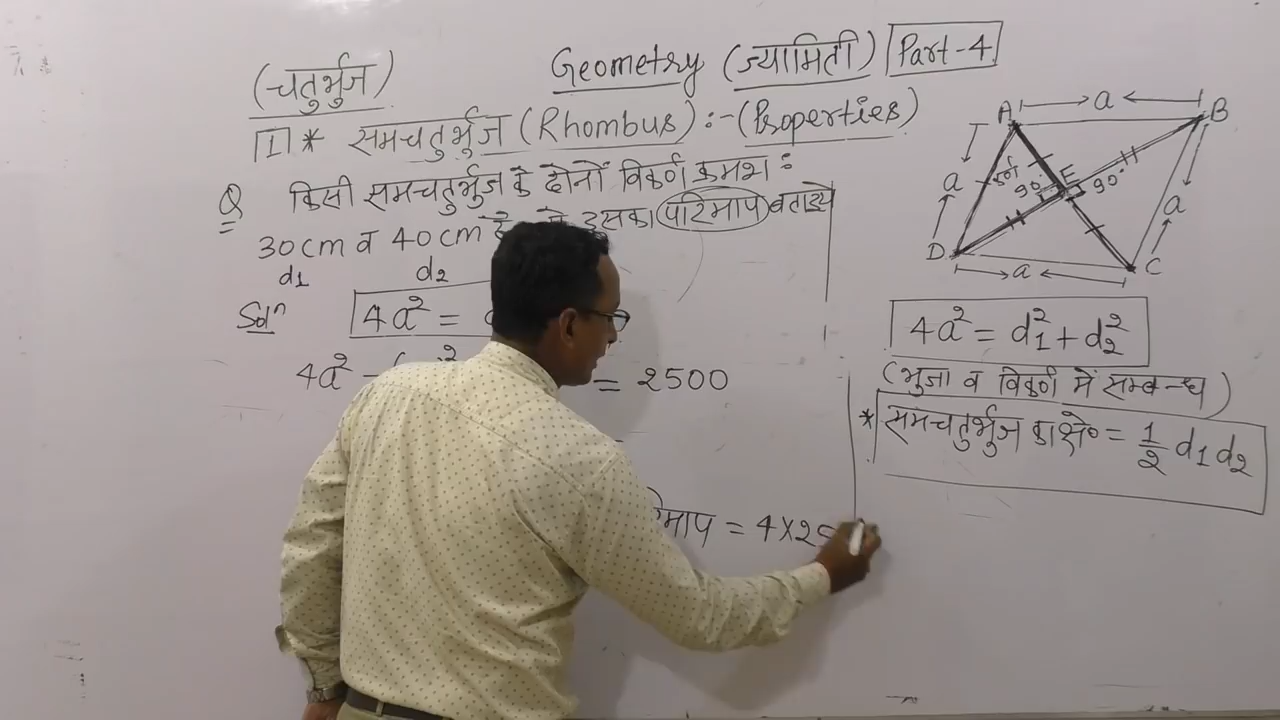 (चतुर्भुज)
Geometry (ज्यामिती) Part-4
1 * समचतुर्भुज (Rhombus) :- (Properties)
Q किसी समचतुर्भुज के दोनों विकर्ण क्रमश:
30 cm व 40 cm है उसका परिमाप बताइये
d1 d2
Solⁿ 4a² =
4a² = = 2500
परिमाप = 4×2
A a B
a 90° E 90° a
D a C
4a² = d₁² + d₂²
(भुजा व विकर्ण में सम्बन्ध)
* समचतुर्भुज का क्षे० = 1/2 d₁ d₂